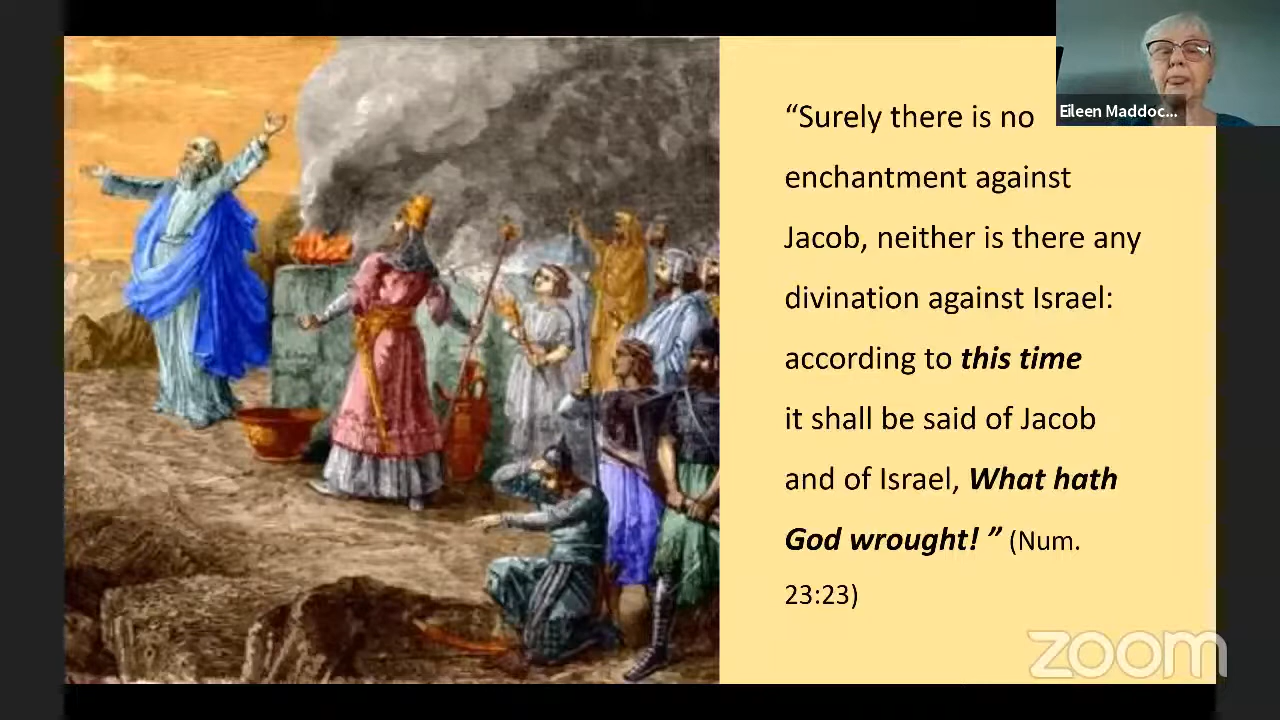 “Surely there is no
enchantment against
Jacob, neither is there any
divination against Israel:
according to this time
it shall be said of Jacob
and of Israel, What hath
God wrought! ” (Num.
23:23)
Eileen Maddoc...
zoom